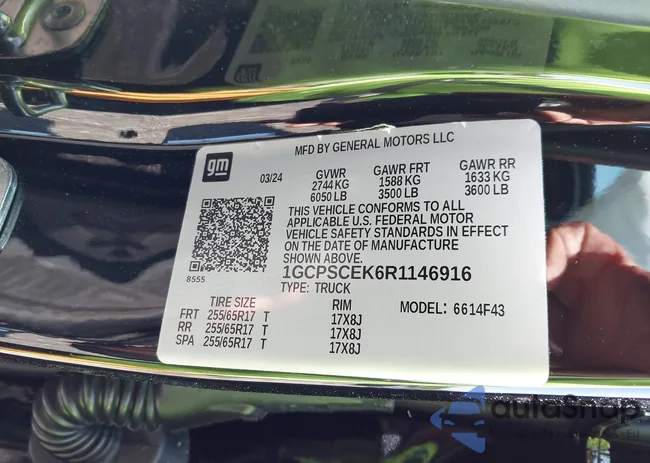 gm
MFD BY GENERAL MOTORS LLC
03/24
GVWR
2744 KG
6050 LB
GAWR FRT
1588 KG
3500 LB
GAWR RR
1633 KG
3600 LB
THIS VEHICLE CONFORMS TO ALL
APPLICABLE U.S. FEDERAL MOTOR
VEHICLE SAFETY STANDARDS IN EFFECT
ON THE DATE OF MANUFACTURE
SHOWN ABOVE.
8555
1GCPSCEK6R1146916
TYPE: TRUCK
MODEL: 6614F43
TIRE SIZE RIM
FRT 255/65R17 T 17X8J
RR 255/65R17 T 17X8J
SPA 255/65R17 T 17X8J
autaShop